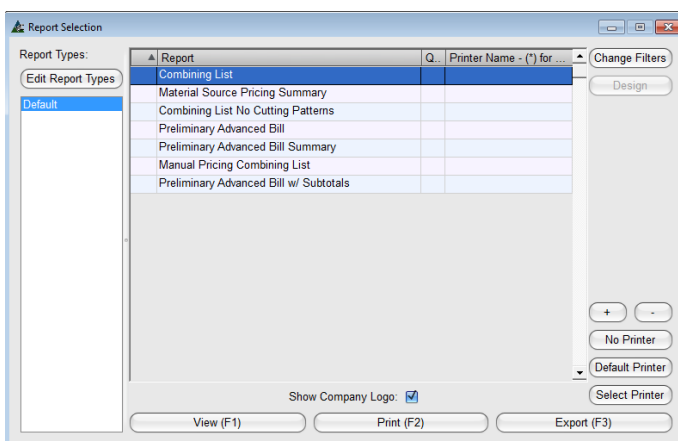 Report Selection
Report Types:
Edit Report Types
Default
Report Q.. Printer Name - (*) for ...
Combining List
Material Source Pricing Summary
Combining List No Cutting Patterns
Preliminary Advanced Bill
Preliminary Advanced Bill Summary
Manual Pricing Combining List
Preliminary Advanced Bill w/ Subtotals
Change Filters
Design
+ -
No Printer
Default Printer
Select Printer
Show Company Logo:
View (F1) Print (F2) Export (F3)